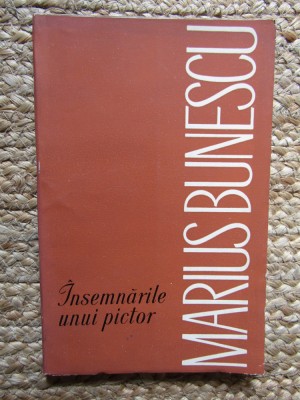 MARIUS BUNESCU
Însemnările
unui pictor